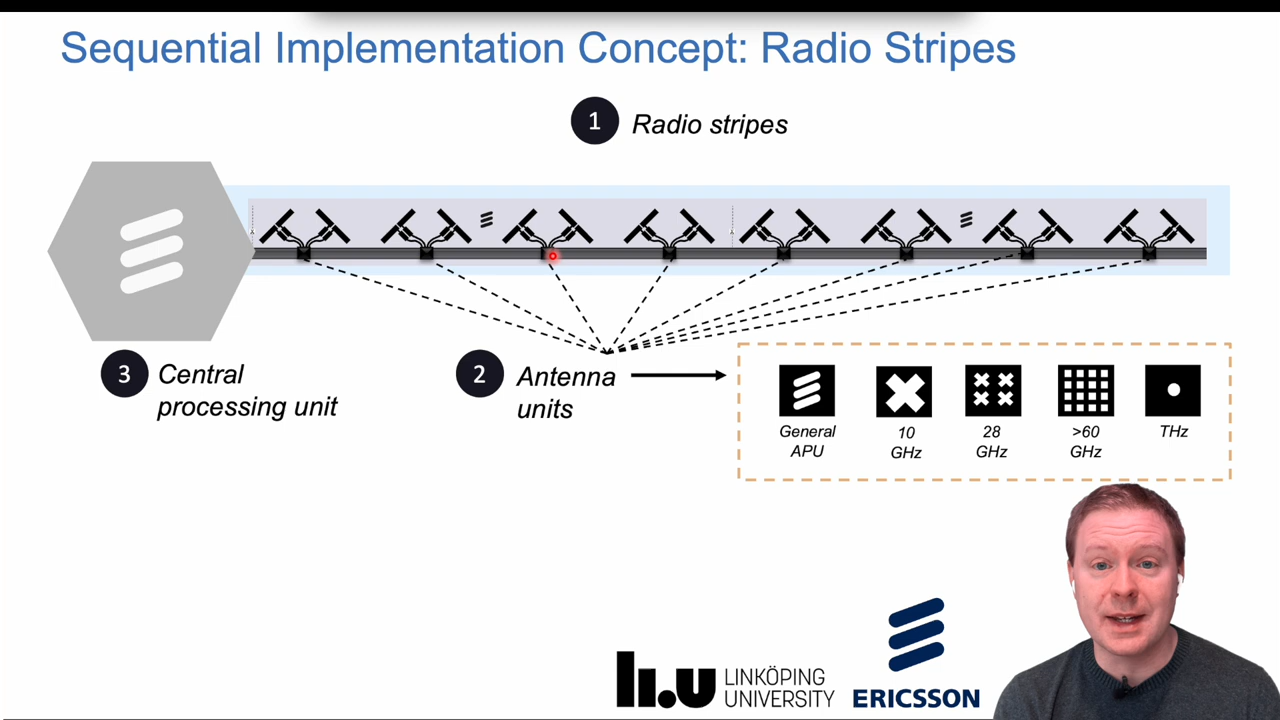 Sequential Implementation Concept: Radio Stripes
1 Radio stripes
3 Central
processing unit
2 Antenna
units
General
APU
10
GHz
28
GHz
>60
GHz
THz
li.u LINKÖPING
UNIVERSITY
ERICSSON